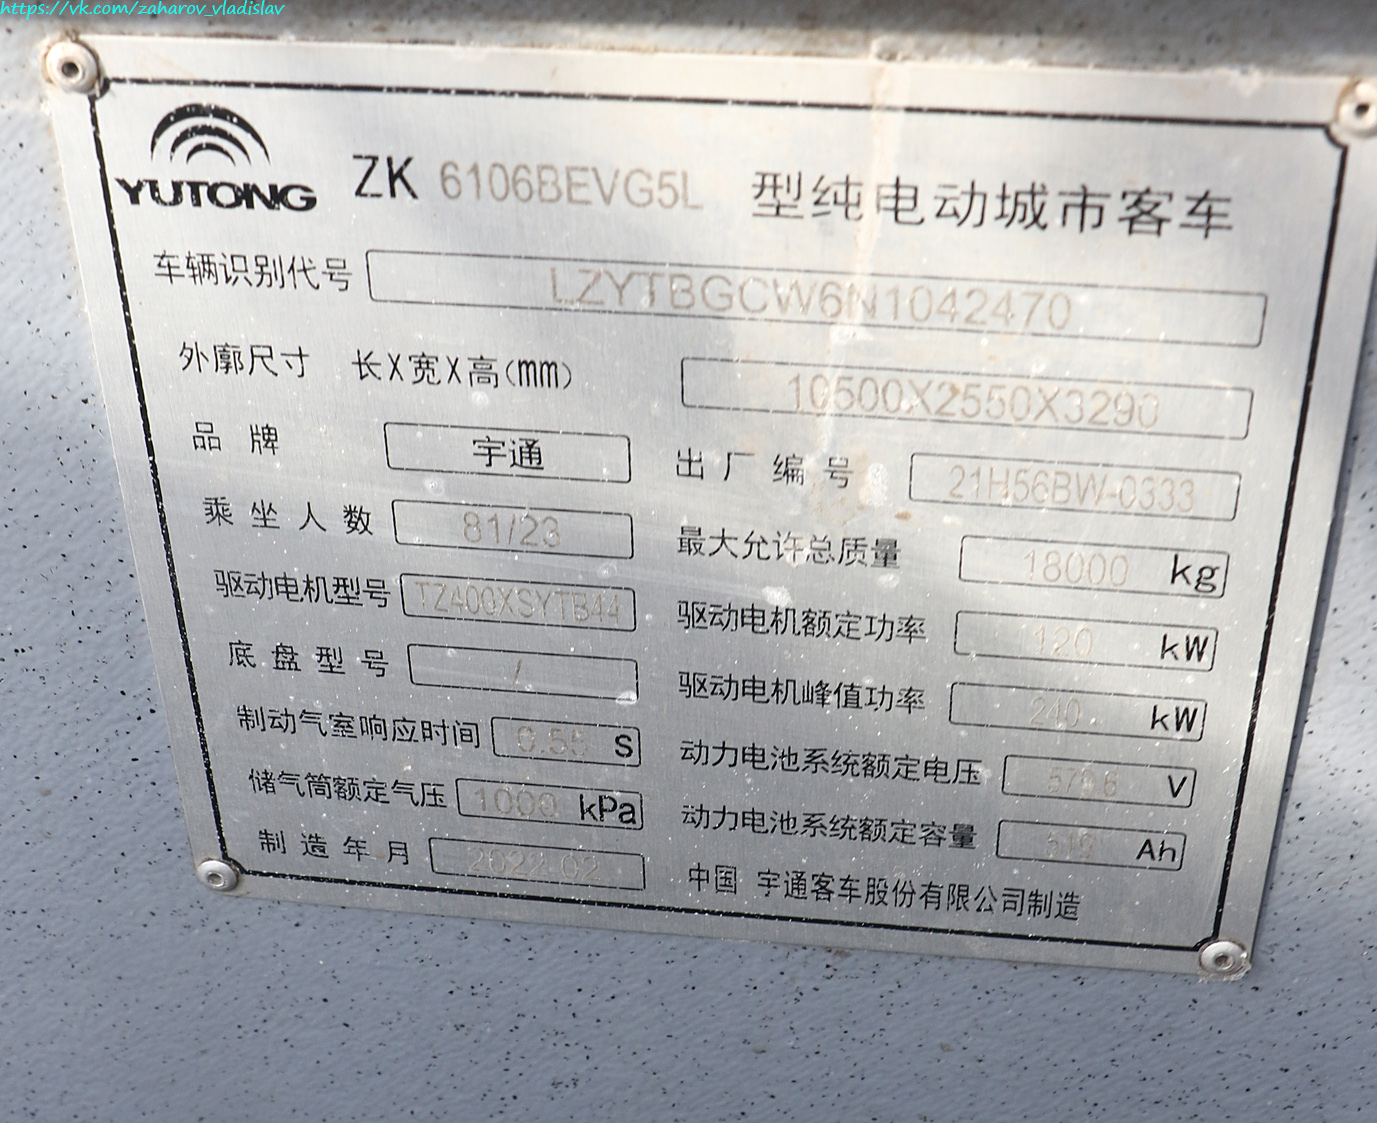 https://vk.com/zaharov_vladislav
YUTONG ZK 6106BEVG5L 型纯电动城市客车
车辆识别代号 LZYTBGCW6N1042470
外廓尺寸 长X宽X高(mm) 10500X2550X3290
品牌 宇通 出厂编号 21H56BW-0333
乘坐人数 81/23 最大允许总质量 18000 kg
驱动电机型号 TZ400XSYTB44 驱动电机额定功率 120 kW
底盘型号 / 驱动电机峰值功率 240 kW
制动气室响应时间 0.55 S 动力电池系统额定电压 579.6 V
储气筒额定气压 1000 kPa 动力电池系统额定容量 Ah
制造年月 2022.02 中国 宇通客车股份有限公司制造